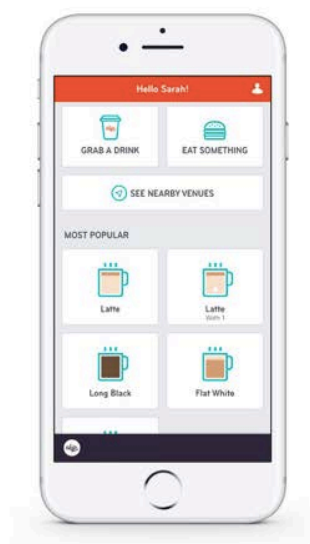 Hello Sarah!
GRAB A DRINK
EAT SOMETHING
SEE NEARBY VENUES
MOST POPULAR
Latte
Latte
With 1
Long Black
Flat White